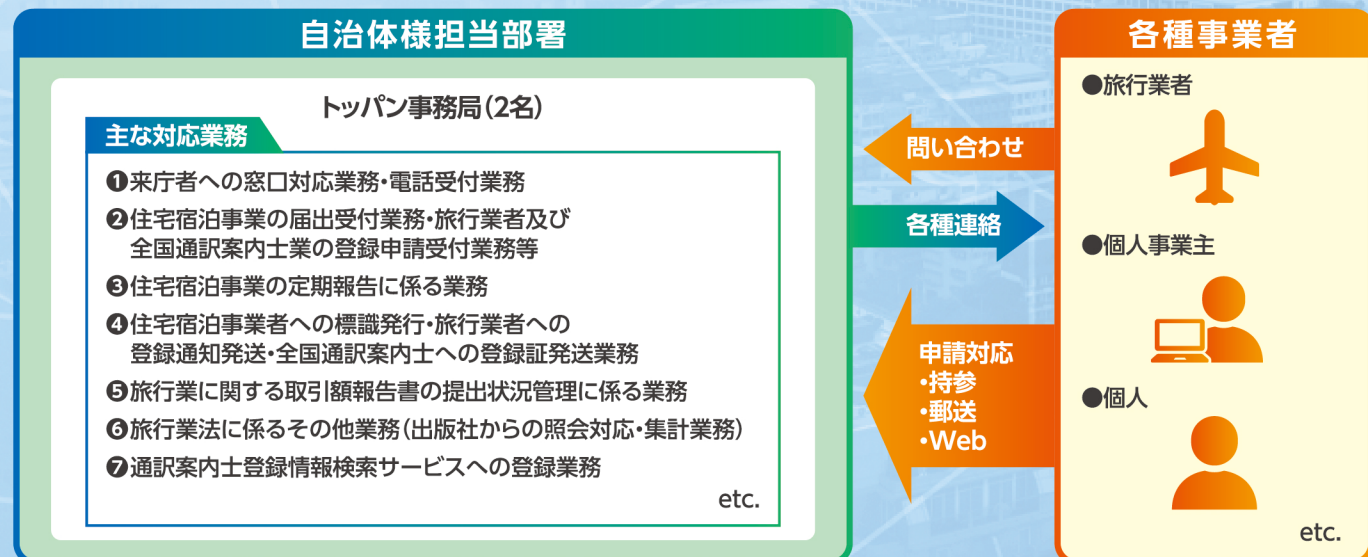 自治体様担当部署
トッパン事務局(2名)
主な対応業務
❶来庁者への窓口対応業務・電話受付業務
❷住宅宿泊事業の届出受付業務・旅行業者及び
全国通訳案内士業の登録申請受付業務等
❸住宅宿泊事業の定期報告に係る業務
❹住宅宿泊事業者への標識発行・旅行業者への
登録通知発送・全国通訳案内士への登録証発送業務
❺旅行業に関する取引額報告書の提出状況管理に係る業務
❻旅行業法に係るその他業務(出版社からの照会対応・集計業務)
❼通訳案内士登録情報検索サービスへの登録業務
etc.
問い合わせ
各種連絡
申請対応
・持参
・郵送
・Web
各種事業者
●旅行業者
●個人事業主
●個人
etc.